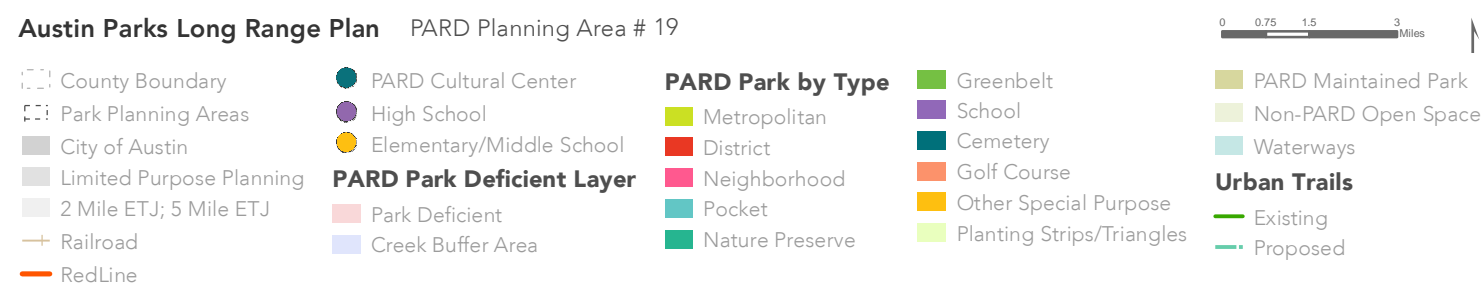 Austin Parks Long Range Plan PARD Planning Area # 19
0 0.75 1.5 3
Miles
County Boundary
Park Planning Areas
City of Austin
Limited Purpose Planning
2 Mile ETJ; 5 Mile ETJ
Railroad
RedLine
PARD Cultural Center
High School
Elementary/Middle School
PARD Park Deficient Layer
Park Deficient
Creek Buffer Area
PARD Park by Type
Metropolitan
District
Neighborhood
Pocket
Nature Preserve
Greenbelt
School
Cemetery
Golf Course
Other Special Purpose
Planting Strips/Triangles
PARD Maintained Park
Non-PARD Open Space
Waterways
Urban Trails
Existing
Proposed